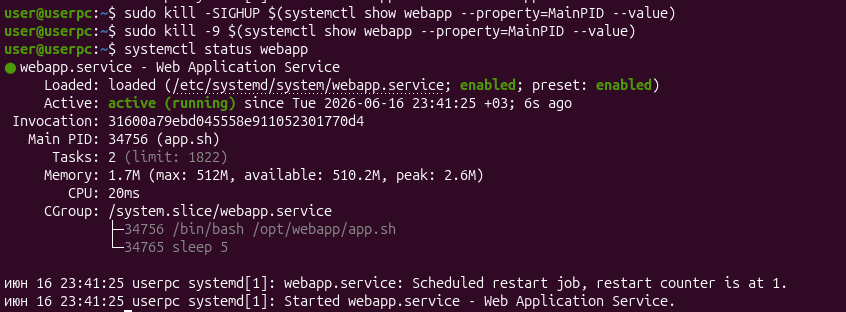 user@userpc:~$ sudo kill -SIGHUP $(systemctl show webapp --property=MainPID --value)
user@userpc:~$ sudo kill -9 $(systemctl show webapp --property=MainPID --value)
user@userpc:~$ systemctl status webapp
● webapp.service - Web Application Service
     Loaded: loaded (/etc/systemd/system/webapp.service; enabled; preset: enabled)
     Active: active (running) since Tue 2026-06-16 23:41:25 +03; 6s ago
 Invocation: 31600a79ebd045558e911052301770d4
   Main PID: 34756 (app.sh)
      Tasks: 2 (limit: 1822)
     Memory: 1.7M (max: 512M, available: 510.2M, peak: 2.6M)
        CPU: 20ms
     CGroup: /system.slice/webapp.service
             ├─34756 /bin/bash /opt/webapp/app.sh
             └─34765 sleep 5
июн 16 23:41:25 userpc systemd[1]: webapp.service: Scheduled restart job, restart counter is at 1.
июн 16 23:41:25 userpc systemd[1]: Started webapp.service - Web Application Service.